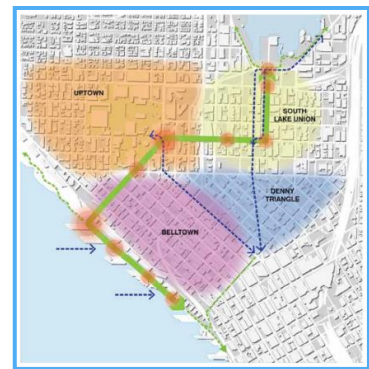 UPTOWN
SOUTH
LAKE UNION
DENNY
TRIANGLE
BELLTOWN